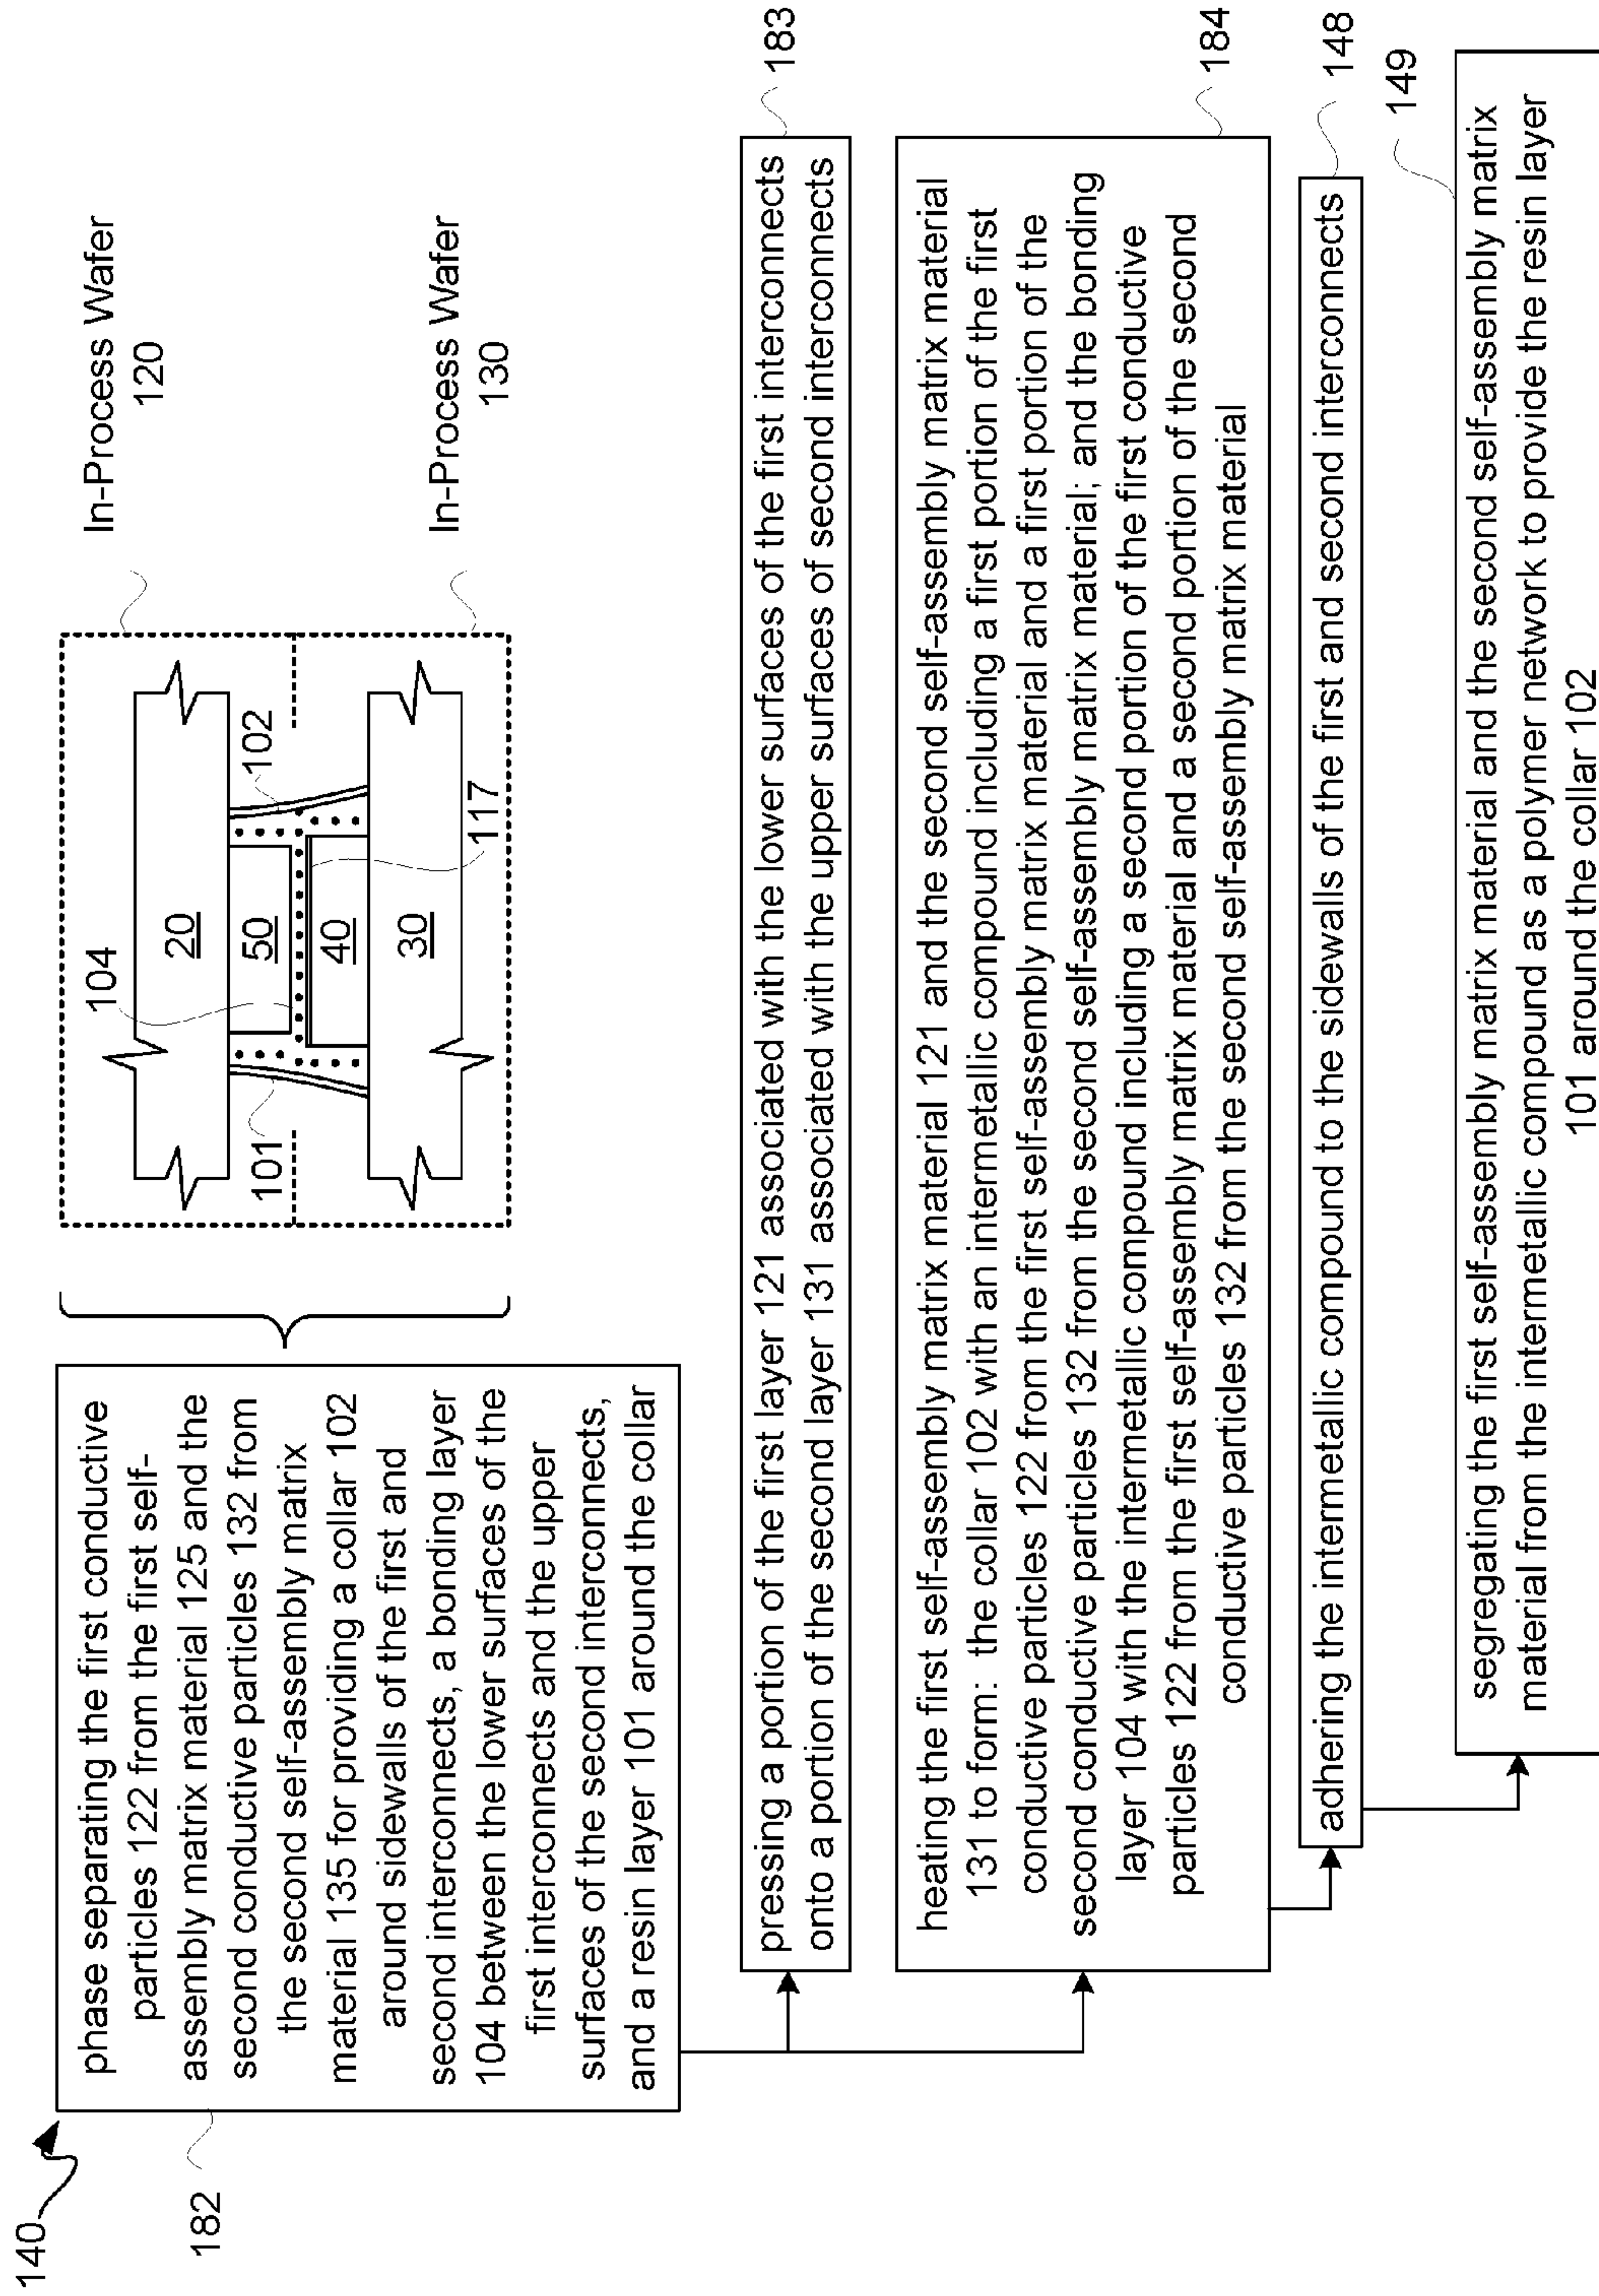 140
182
phase separating the first conductive
particles 122 from the first self-
assembly matrix material 125 and the
second conductive particles 132 from
the second self-assembly matrix
material 135 for providing a collar 102
around sidewalls of the first and
second interconnects, a bonding layer
104 between the lower surfaces of the
first interconnects and the upper
surfaces of the second interconnects,
and a resin layer 101 around the collar
104
20
50
40
30
101
102
117
In-Process Wafer
120
In-Process Wafer
130
pressing a portion of the first layer 121 associated with the lower surfaces of the first interconnects
onto a portion of the second layer 131 associated with the upper surfaces of second interconnects
183
heating the first self-assembly matrix material 121 and the second self-assembly matrix material
131 to form: the collar 102 with an intermetallic compound including a first portion of the first
conductive particles 122 from the first self-assembly matrix material and a first portion of the
second conductive particles 132 from the second self-assembly matrix material; and the bonding
layer 104 with the intermetallic compound including a second portion of the first conductive
particles 122 from the first self-assembly matrix material and a second portion of the second
conductive particles 132 from the second self-assembly matrix material
184
adhering the intermetallic compound to the sidewalls of the first and second interconnects
148
149
segregating the first self-assembly matrix material and the second self-assembly matrix
material from the intermetallic compound as a polymer network to provide the resin layer
101 around the collar 102